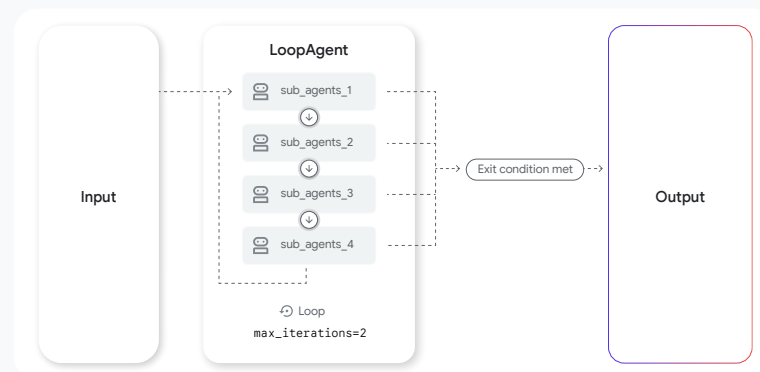 LoopAgent
sub_agents_1
sub_agents_2
sub_agents_3
sub_agents_4
Loop
max_iterations=2
Input
Exit condition met
Output